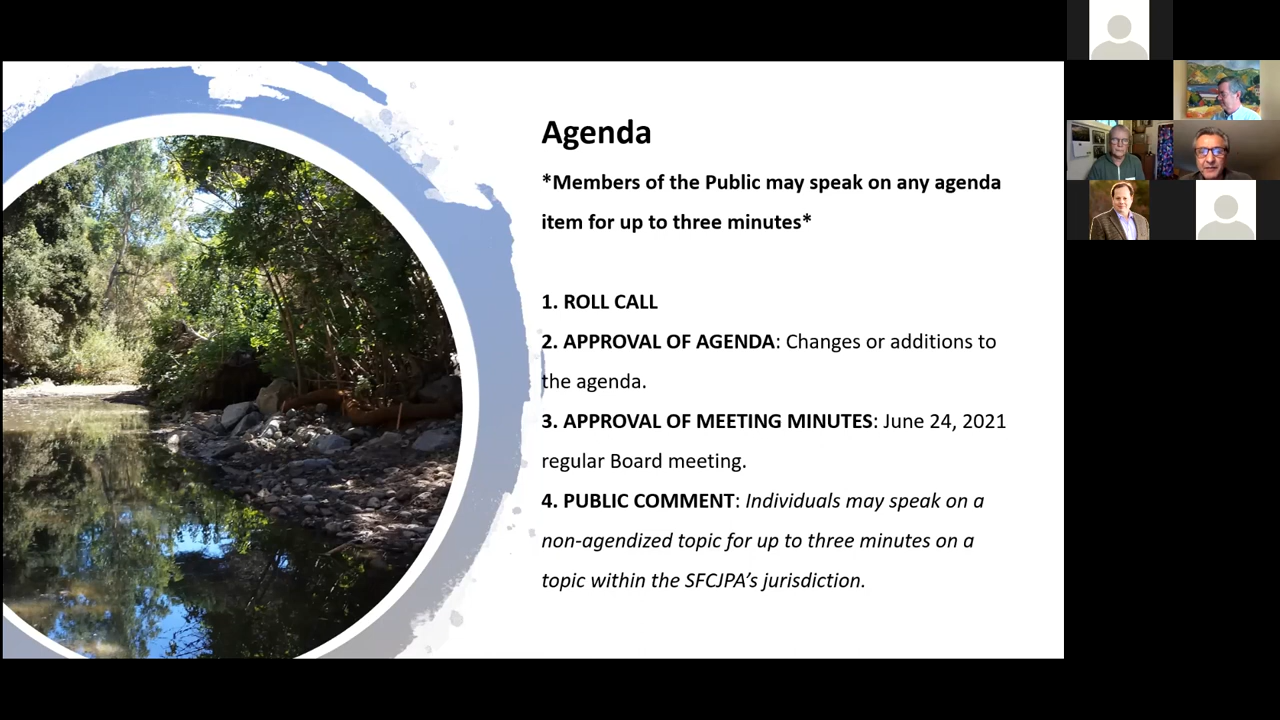 Agenda
*Members of the Public may speak on any agenda
item for up to three minutes*
1. ROLL CALL
2. APPROVAL OF AGENDA: Changes or additions to
the agenda.
3. APPROVAL OF MEETING MINUTES: June 24, 2021
regular Board meeting.
4. PUBLIC COMMENT: Individuals may speak on a
non-agendized topic for up to three minutes on a
topic within the SFCJPA’s jurisdiction.